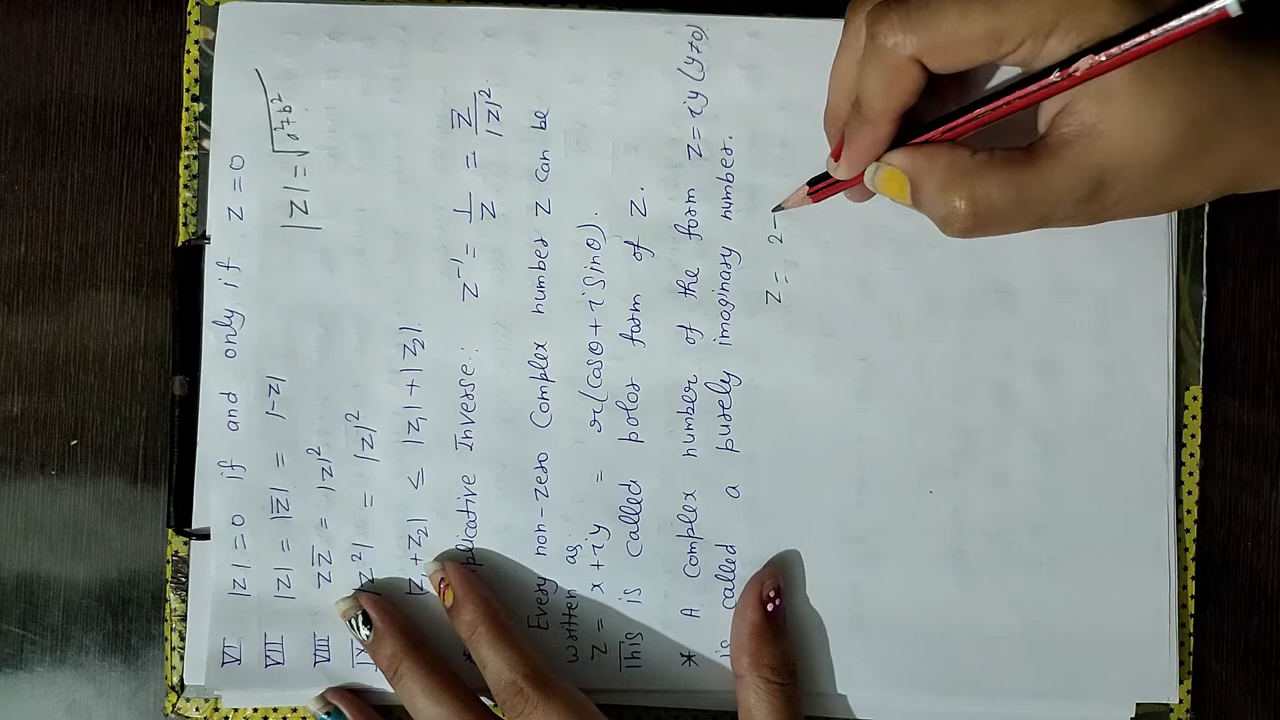 VI |z| = 0 if and only if z = 0
VII |z| = |z̅| = |-z|
|z| = √a²+b²
VIII zz̅ = |z|²
|z²| = |z|²
|z₁+z₂| ≤ |z₁|+|z₂|.
plicative Inverse: z⁻¹ = 1/z = z̅/|z|².
Every non-zero Complex number z can be
written as
z = x+iy = r(cosθ + i sinθ).
This is called polar form of z.
* A Complex number of the form z = iy (y≠0)
is called a purely imaginary number.
z = 2-